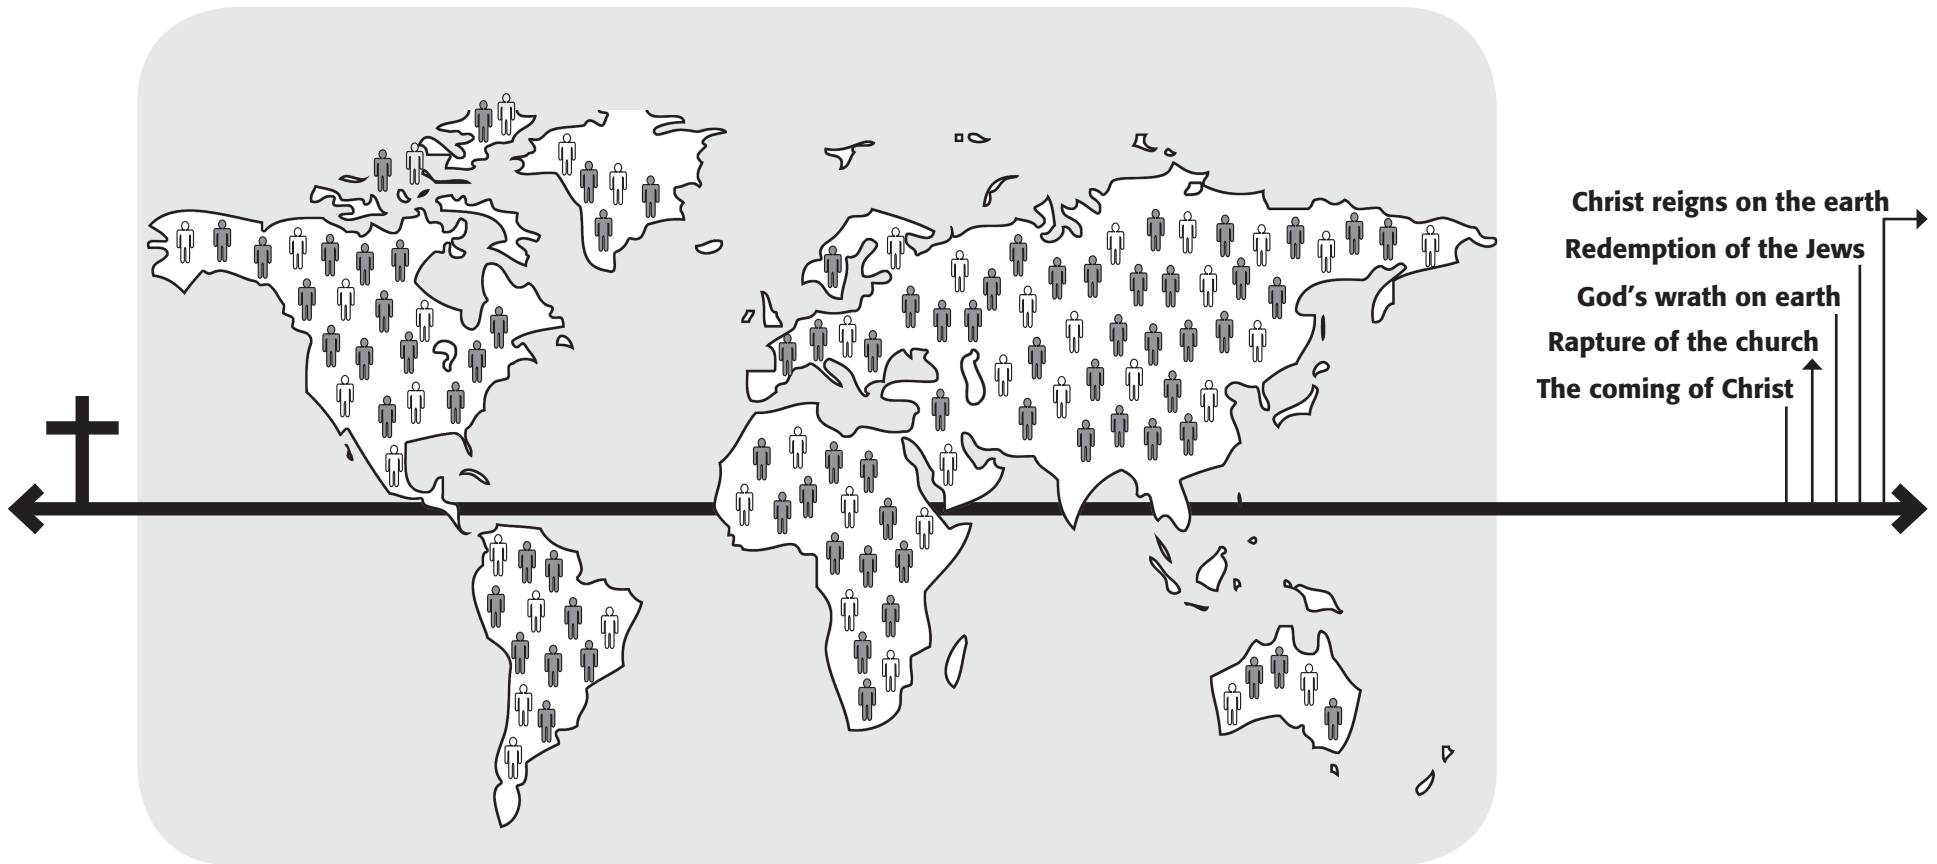 Christ reigns on the earth
Redemption of the Jews
God’s wrath on earth
Rapture of the church
The coming of Christ